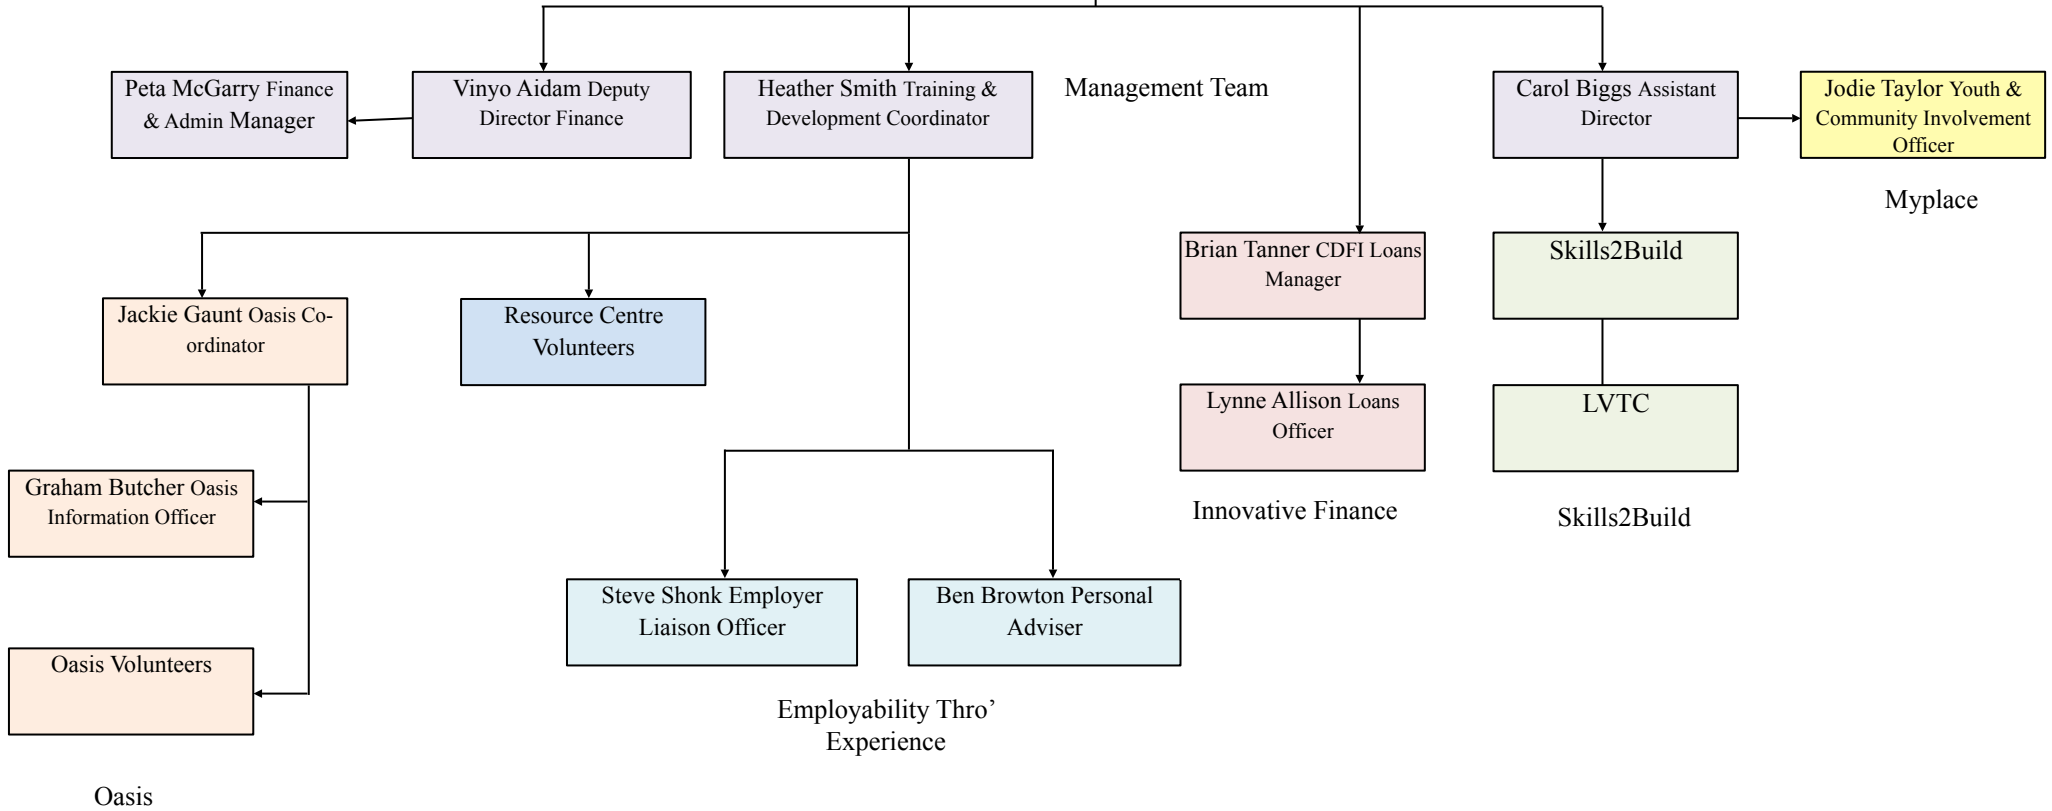 Peta McGarry Finance
& Admin Manager
Vinyo Aidam Deputy
Director Finance
Heather Smith Training &
Development Coordinator
Management Team
Carol Biggs Assistant
Director
Jodie Taylor Youth &
Community Involvement
Officer
Myplace
Brian Tanner CDFI Loans
Manager
Skills2Build
Jackie Gaunt Oasis Co-
ordinator
Resource Centre
Volunteers
Lynne Allison Loans
Officer
LVTC
Graham Butcher Oasis
Information Officer
Innovative Finance
Skills2Build
Steve Shonk Employer
Liaison Officer
Ben Browton Personal
Adviser
Oasis Volunteers
Employability Thro’
Experience
Oasis